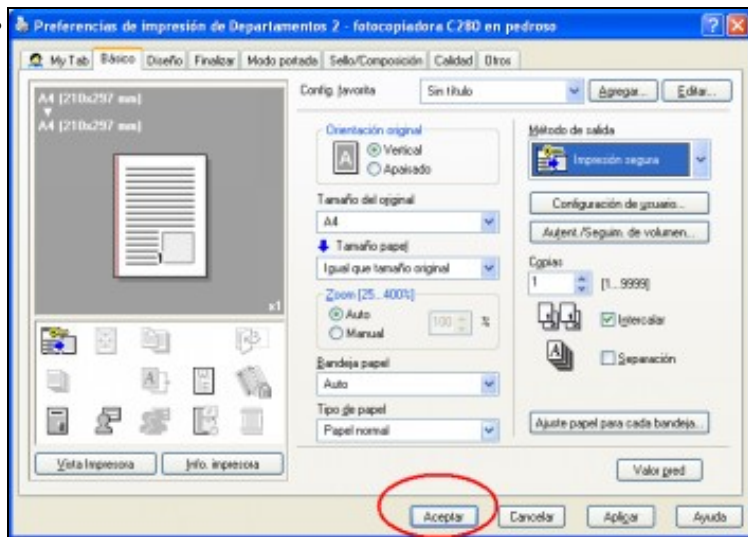 Preferencias de impresión de Departamentos 2 - fotocopiadora C280 en pedroso
My Tab Básico Diseño Finalizar Modo portada Sello/Composición Calidad Otros
A4 [210x297 mm]
A4 [210x297 mm]
x1
Vista Impresora Info. impresora
Config. favorita Sin título Agregar... Editar...
Orientación original
A
Vertical
Apaisado
Tamaño del original
A4
Tamaño papel
Igual que tamaño original
Zoom [25...400%]
Auto
Manual
100 %
Bandeja papel
Auto
Tipo de papel
Papel normal
Método de salida
Impresión segura
Configuración de usuario...
Autent./Seguim. de volumen...
Copias
1 [1...9999]
Intercalar
Separación
Ajuste papel para cada bandeja...
Valor pred
Aceptar Cancelar Aplicar Ayuda